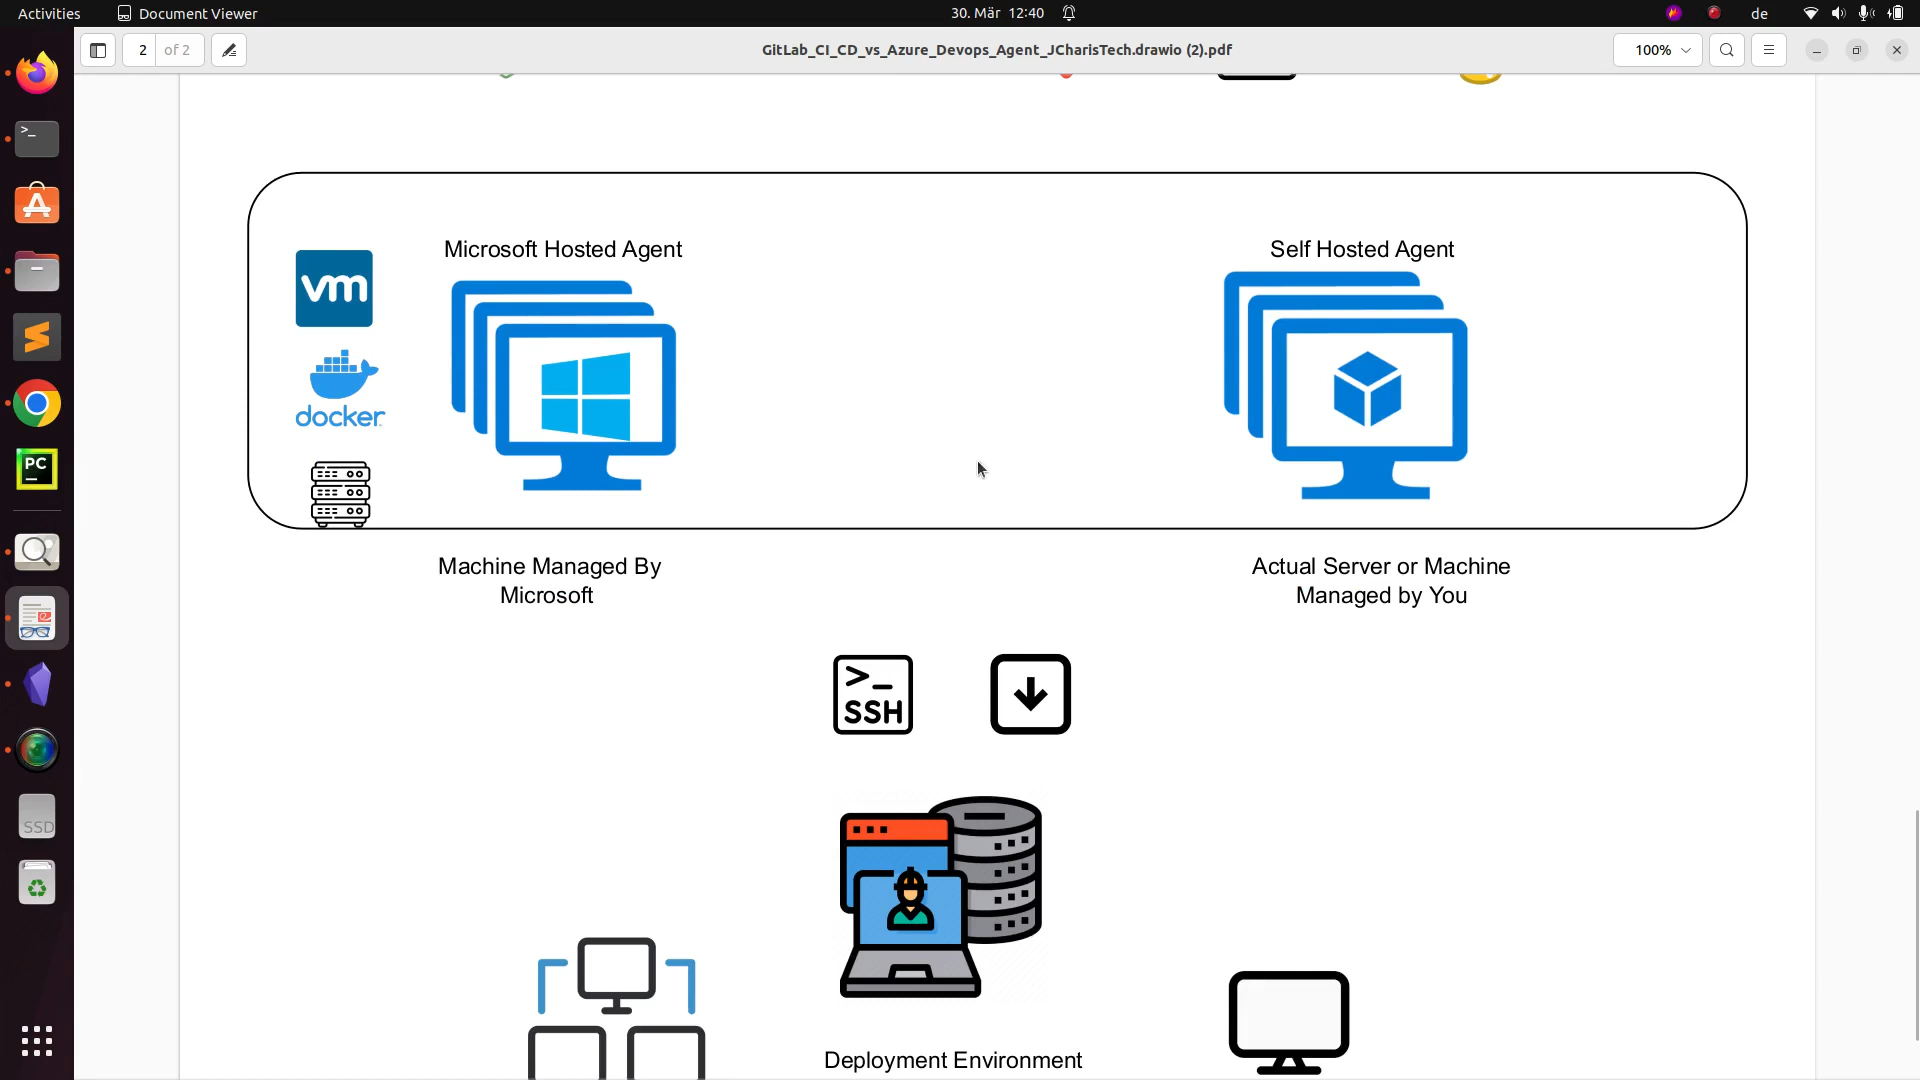 Activities
Document Viewer
30. Mär 12:40
de
2
of 2
GitLab_CI_CD_vs_Azure_Devops_Agent_JCharisTech.drawio (2).pdf
100%
Microsoft Hosted Agent
Self Hosted Agent
vm
docker
Machine Managed By
Microsoft
Actual Server or Machine
Managed by You
>_
SSH
Deployment Environment
>_
PC
SSD